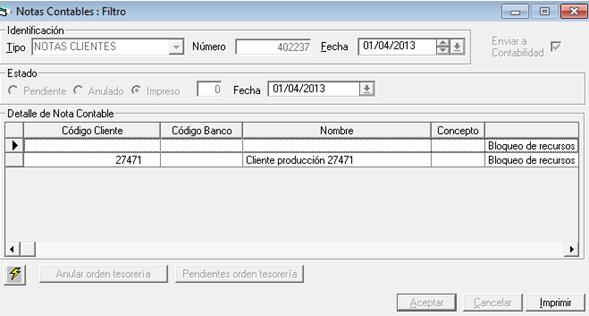 Notas Contables : Filtro
Identificación
Tipo NOTAS CLIENTES Número 402237 Fecha 01/04/2013 Enviar a
Contabilidad
Estado
Pendiente Anulado Impreso 0 Fecha 01/04/2013
Detalle de Nota Contable
Código Cliente Código Banco Nombre Concepto
Bloqueo de recursos
27471 Cliente producción 27471 Bloqueo de recursos
Anular orden tesorería Pendientes orden tesorería
Aceptar Cancelar Imprimir